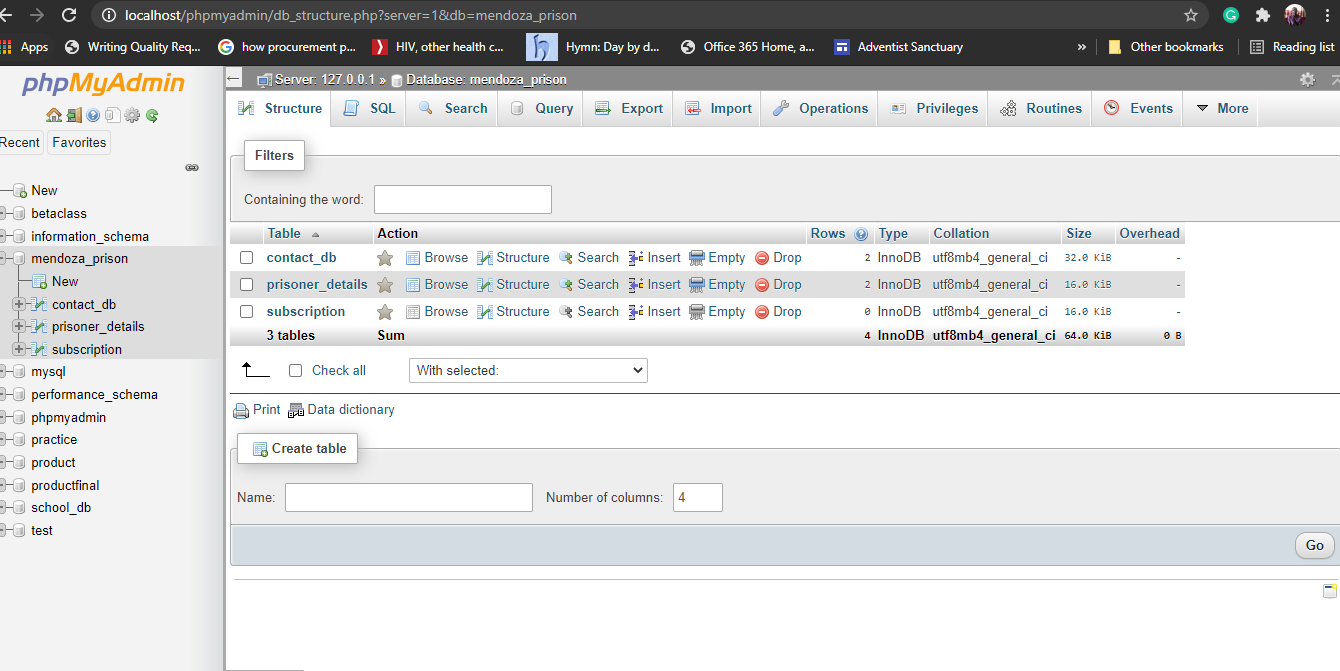 localhost/phpmyadmin/db_structure.php?server=1&db=mendoza_prison
Apps Writing Quality Req... how procurement p... HIV, other health c... Hymn: Day by d... Office 365 Home, a... Adventist Sanctuary » Other bookmarks Reading list
phpMyAdmin
Recent Favorites
New
betaclass
information_schema
mendoza_prison
New
contact_db
prisoner_details
subscription
mysql
performance_schema
phpmyadmin
practice
product
productfinal
school_db
test
Server: 127.0.0.1 » Database: mendoza_prison
Structure SQL Search Query Export Import Operations Privileges Routines Events More
Filters
Containing the word:
Table Action Rows Type Collation Size Overhead
contact_db Browse Structure Search Insert Empty Drop 2 InnoDB utf8mb4_general_ci 32.0 KiB -
prisoner_details Browse Structure Search Insert Empty Drop 2 InnoDB utf8mb4_general_ci 16.0 KiB -
subscription Browse Structure Search Insert Empty Drop 0 InnoDB utf8mb4_general_ci 16.0 KiB -
3 tables Sum 4 InnoDB utf8mb4_general_ci 64.0 KiB 0 B
Check all With selected:
Print Data dictionary
Create table
Name: Number of columns: 4
Go